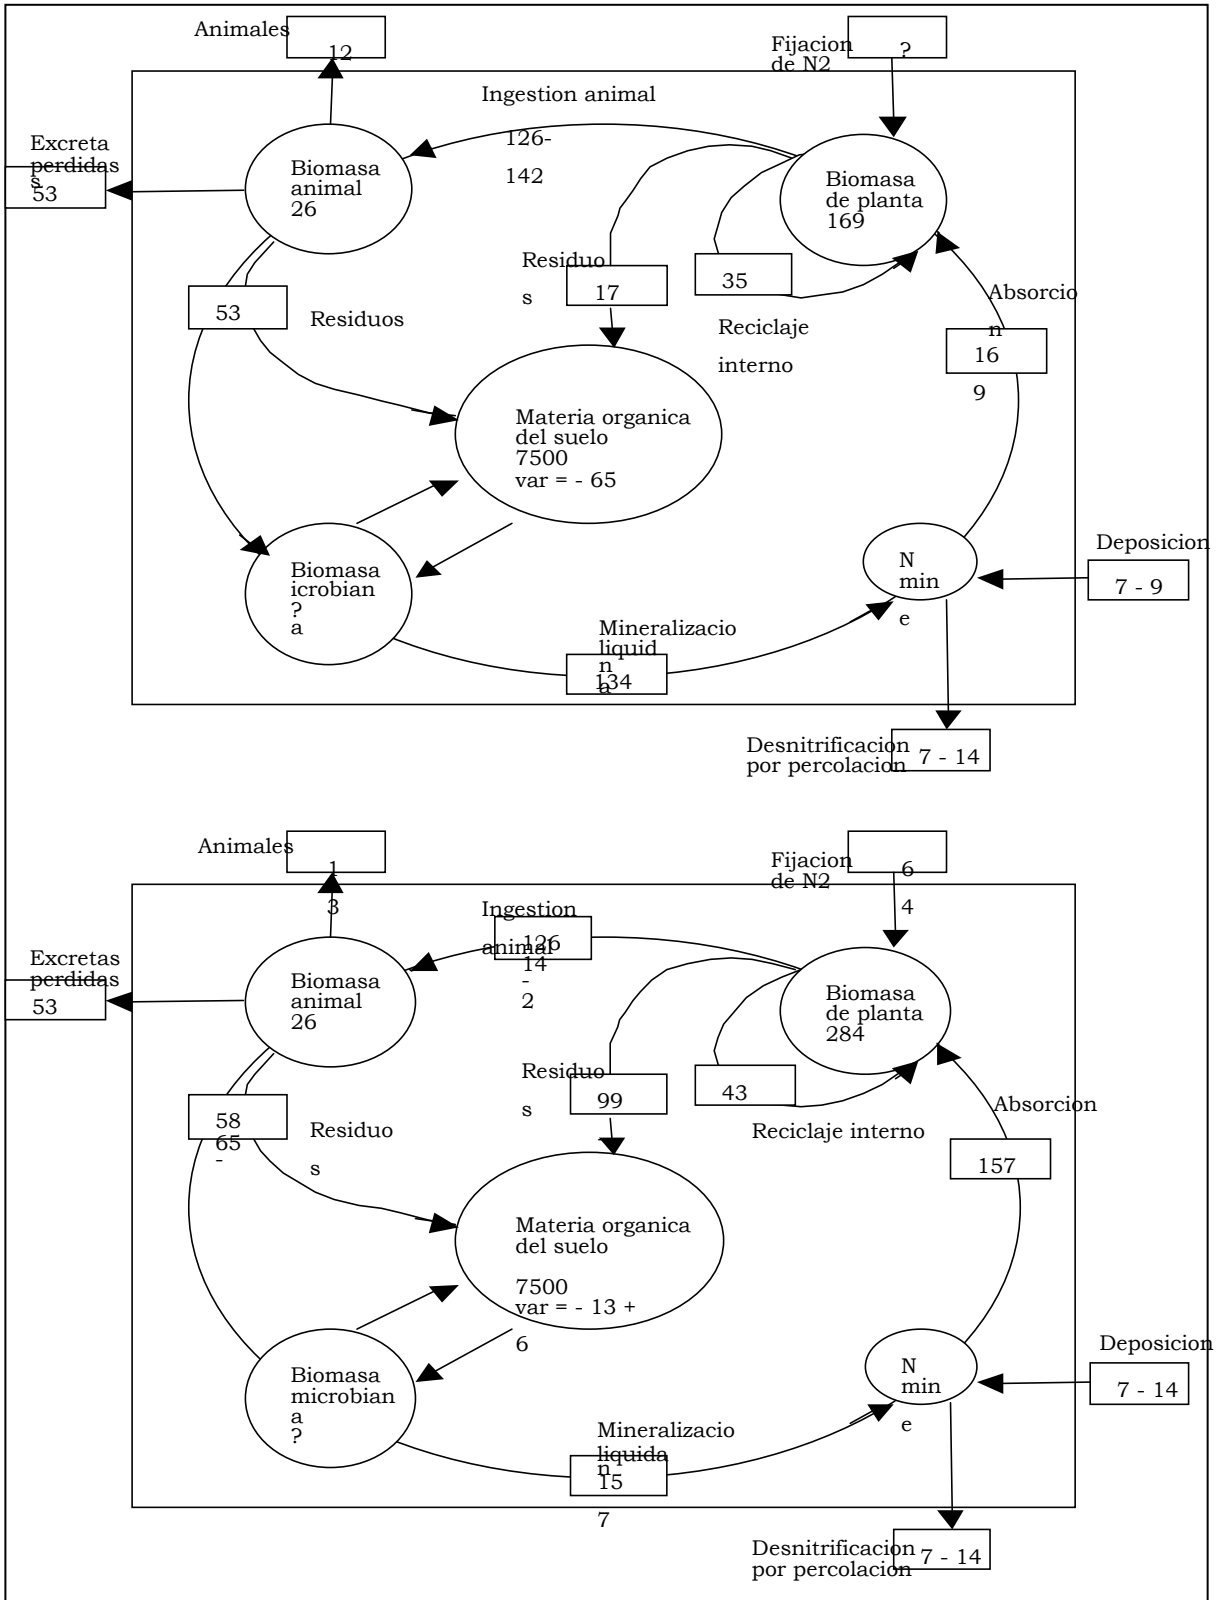 Animales
12
Fijacion
de N2
?
Ingestion animal
126-
142
Excreta
perdidas
s
53
Biomasa
animal
26
Biomasa
de planta
169
Residuo
s
17
35
Reciclaje
interno
Absorcio
n
16
9
53
Residuos
Materia organica
del suelo
7500
var = - 65
Biomasa
icrobian
?
a
N
min
e
Deposicion
7 - 9
Mineralizacio
liquid
n
a
134
Desnitrificacion
por percolacion
7 - 14
Animales
1
3
Fijacion
de N2
6
4
Ingestion
animal
126
14
-
2
Excretas
perdidas
53
Biomasa
animal
26
Biomasa
de planta
284
Residuo
s
99
43
Reciclaje interno
Absorcion
157
58
65
-
Residuo
s
Materia organica
del suelo
7500
var = - 13 +
6
Biomasa
microbian
a
?
N
min
e
Deposicion
7 - 14
Mineralizacio
liquida
n
15
7
Desnitrificacion
por percolacion
7 - 14